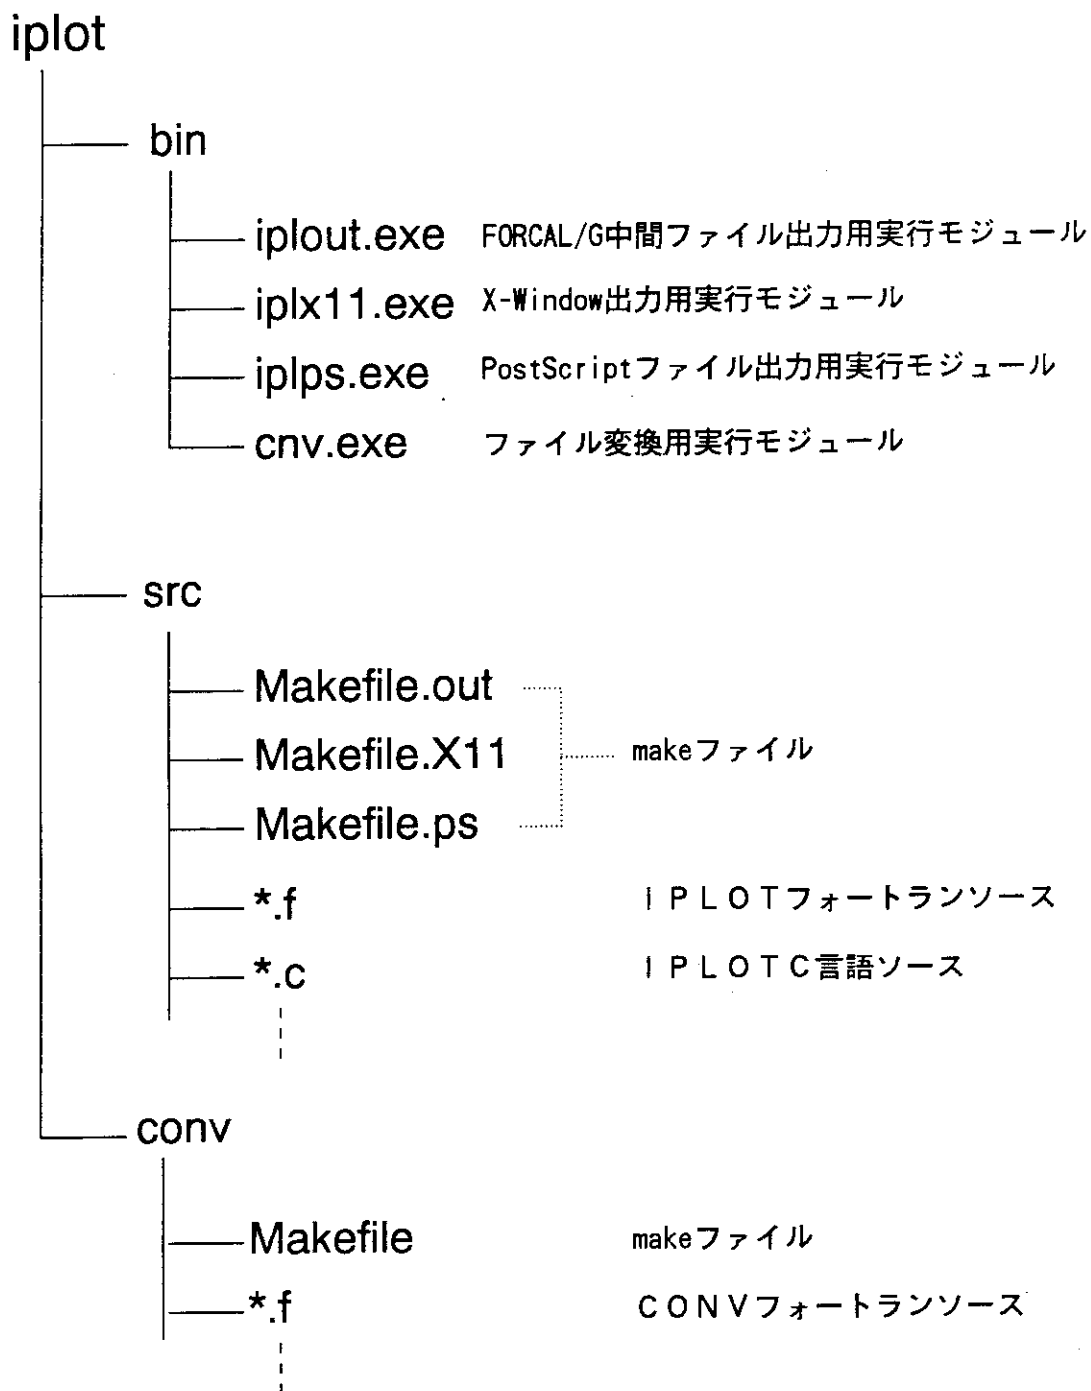 iplot
bin
iplout.exe FORCAL/G中間ファイル出力用実行モジュール
iplx11.exe X-Window出力用実行モジュール
iplps.exe PostScriptファイル出力用実行モジュール
cnv.exe ファイル変換用実行モジュール
src
Makefile.out
Makefile.X11 makeファイル
Makefile.ps
*.f ＩＰＬＯＴフォートランソース
*.c ＩＰＬＯＴＣ言語ソース
conv
Makefile makeファイル
*.f ＣＯＮＶフォートランソース